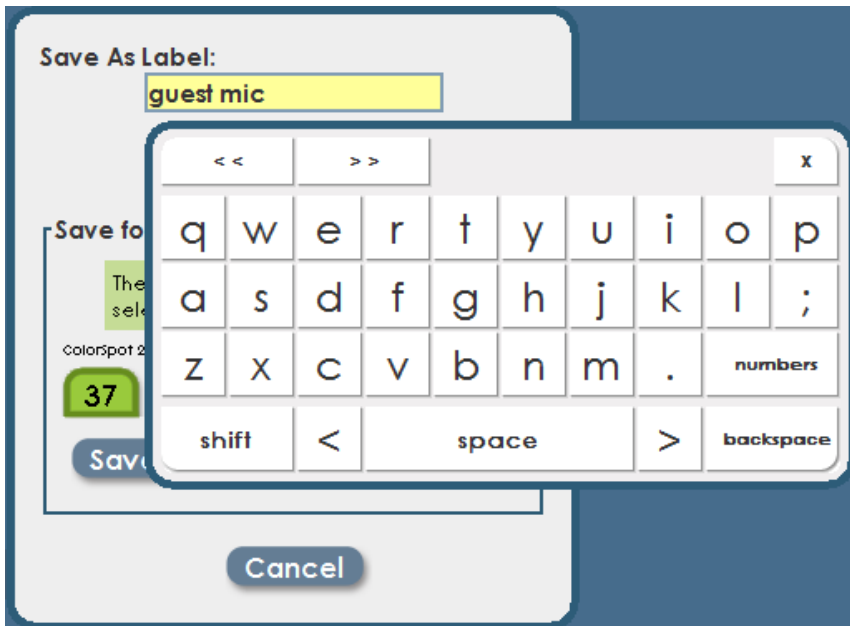 Save As Label:
guest mic
< < > > x
Save fo
q w e r t y u i o p
The
sele
a s d f g h j k l ;
ColorSpot 2
z x c v b n m . numbers
37
shift < space > backspace
Save
Cancel